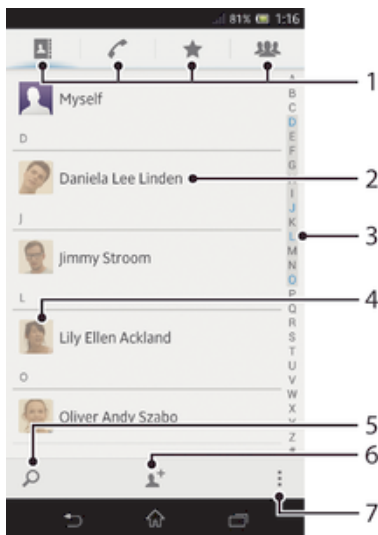 81% 1:16
Myself
D
Daniela Lee Linden
J
Jimmy Stroom
L
Lily Ellen Ackland
O
Oliver Andy Szabo
B
C
D
E
F
G
I
J
K
L
M
N
O
P
Q
R
S
T
U
V
W
X
Z
#
1
2
3
4
5
6
7